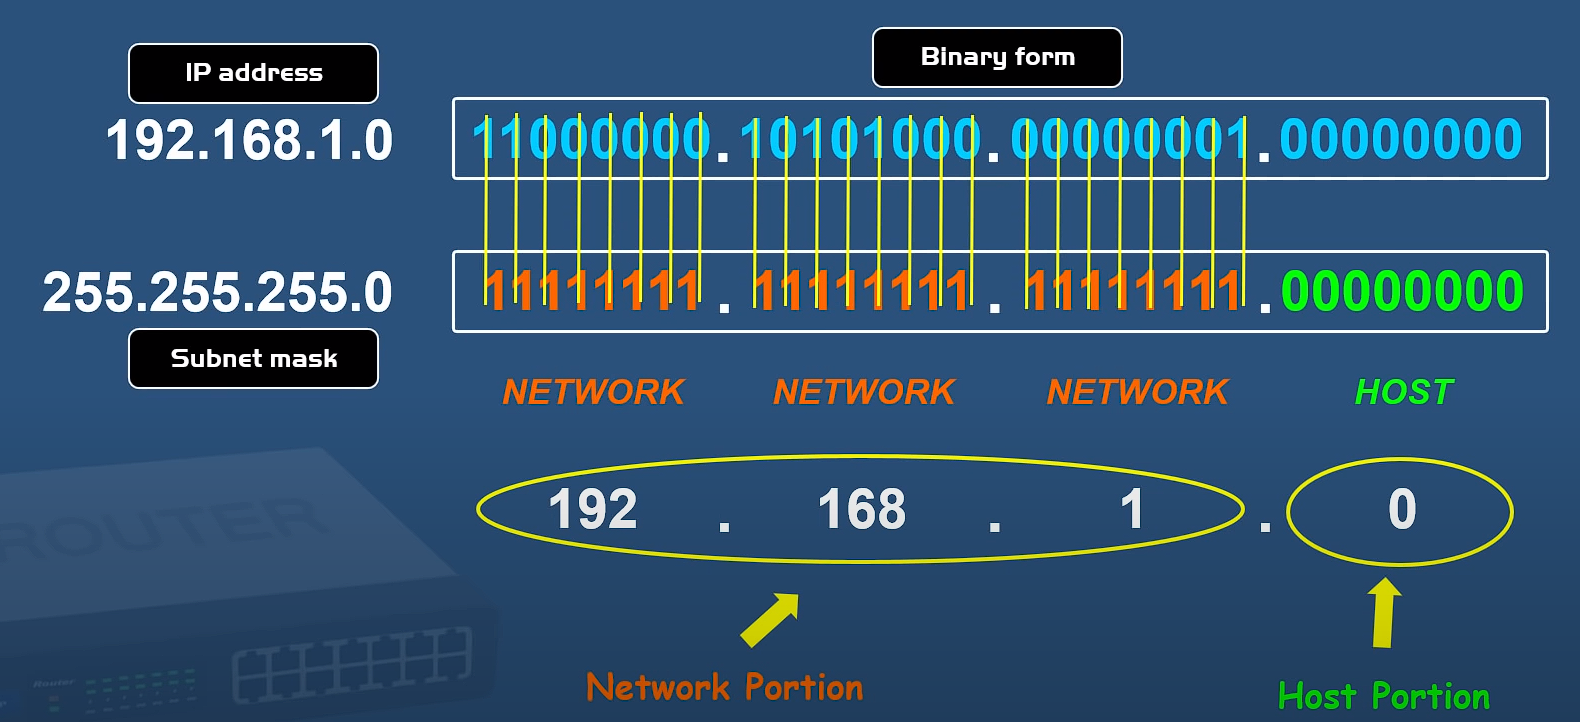 IP address
Binary form
192.168.1.0
11000000.10101000.00000001.00000000
255.255.255.0
11111111.11111111.11111111.00000000
Subnet mask
NETWORK NETWORK NETWORK HOST
192 . 168 . 1 . 0
ROUTER
Router
Network Portion
Host Portion